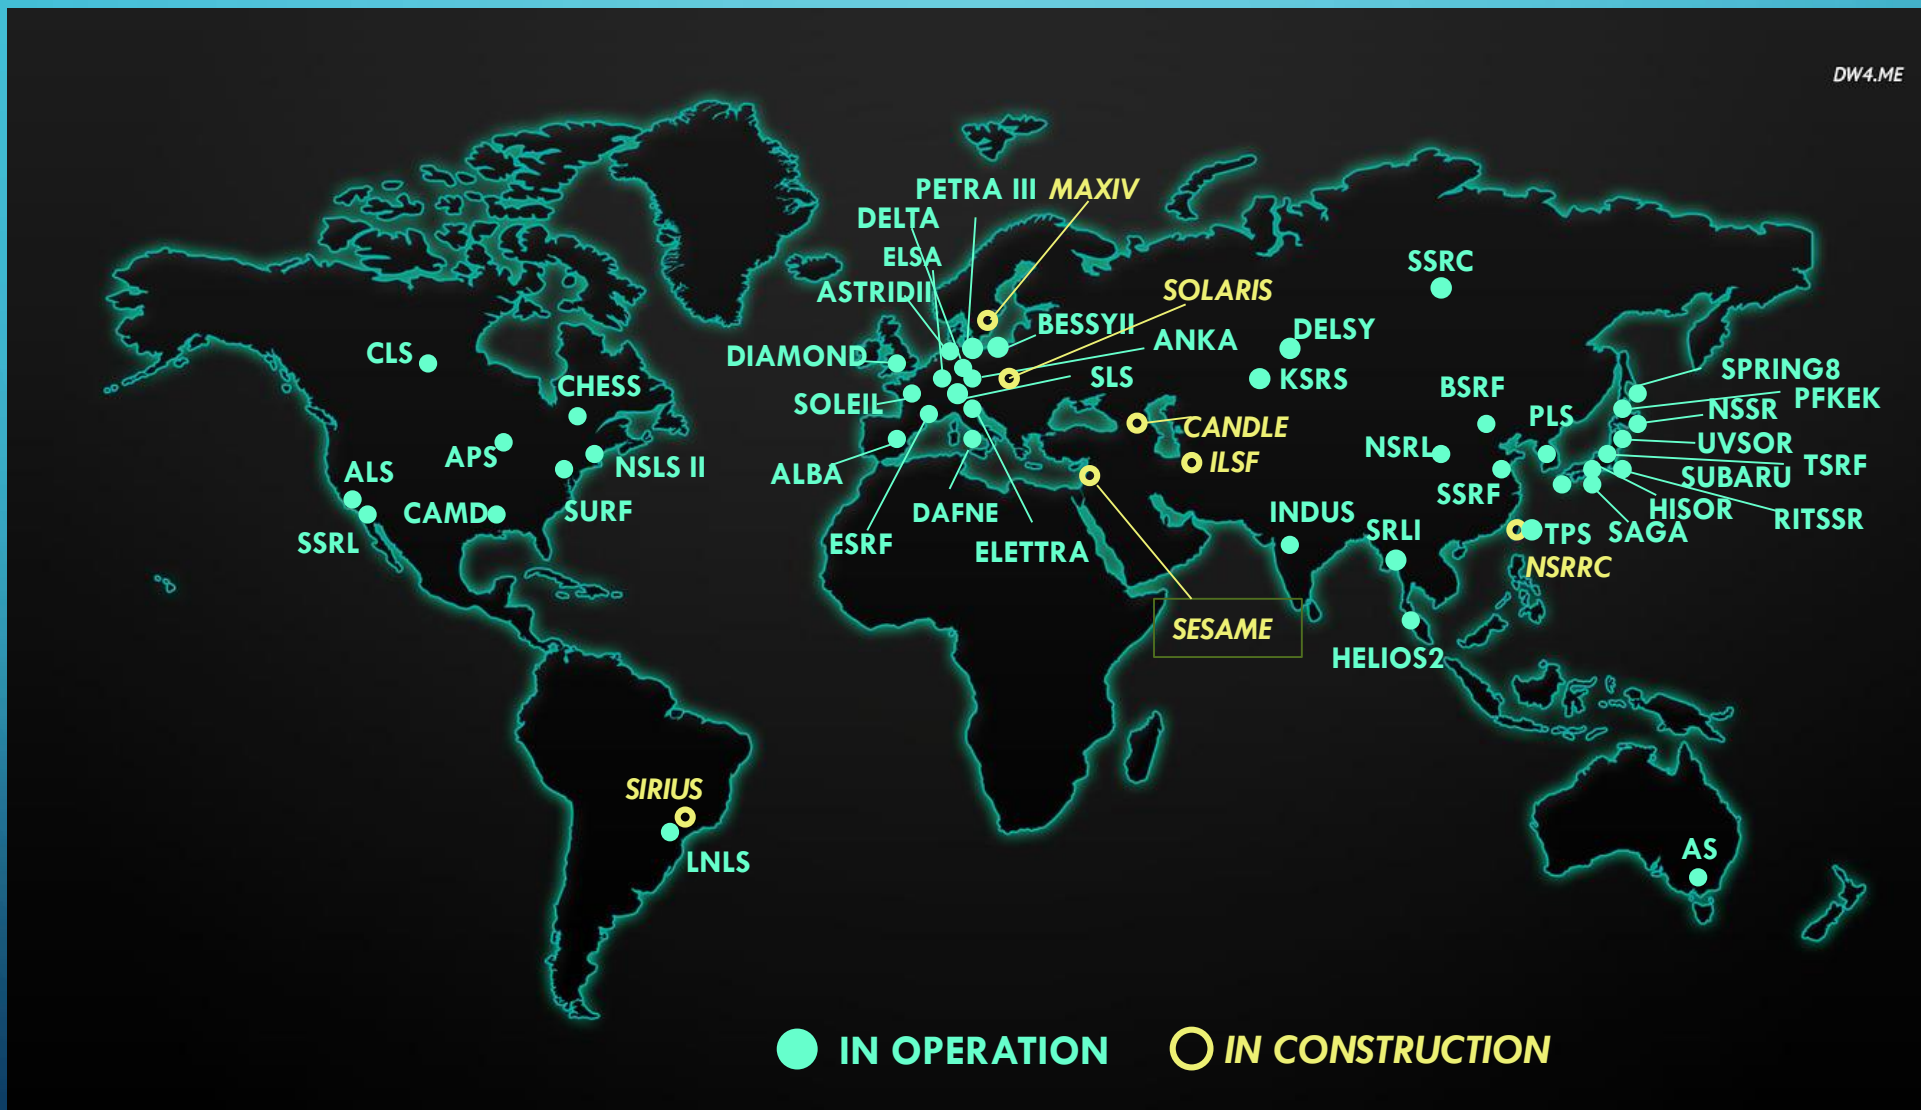 DW4.ME
PETRA III
MAXIV
DELTA
ELSA
ASTRIDII
SOLARIS
SSRC
BESSYII
DELSY
ANKA
DIAMOND
CLS
SLS
KSRS
SPRING8
CHESS
BSRF
PFKEK
SOLEIL
NSSR
PLS
CANDLE
UVSOR
NSRL
APS
ILSF
TSRF
NSLS II
ALS
ALBA
SUBARU
SSRF
CAMD
SURF
DAFNE
INDUS
HISOR
RITSSR
SRLI
TPS
SAGA
SSRL
ESRF
ELETTRA
NSRRC
SESAME
HELIOS2
SIRIUS
AS
LNLS
IN OPERATION
IN CONSTRUCTION